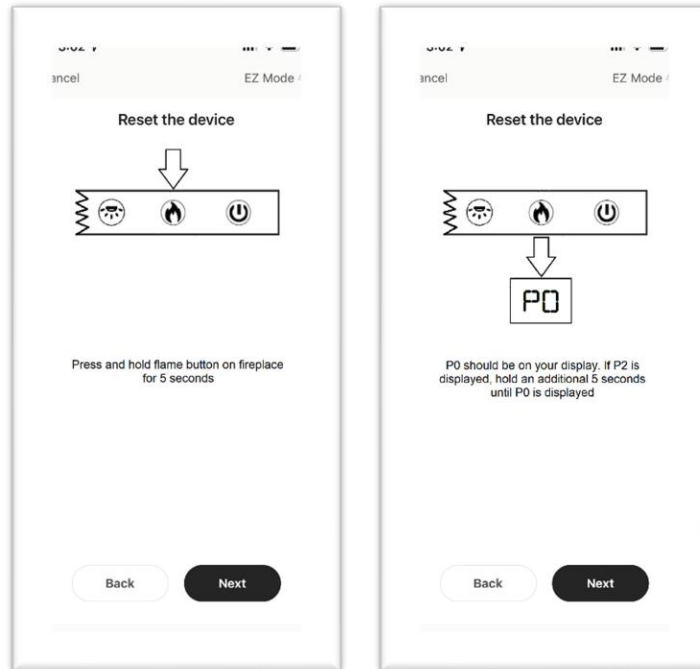 EZ Mode
Reset the device
Press and hold flame button on fireplace
for 5 seconds
Back
Next
EZ Mode
Reset the device
P0
P0 should be on your display. If P2 is
displayed, hold an additional 5 seconds
until P0 is displayed
Back
Next